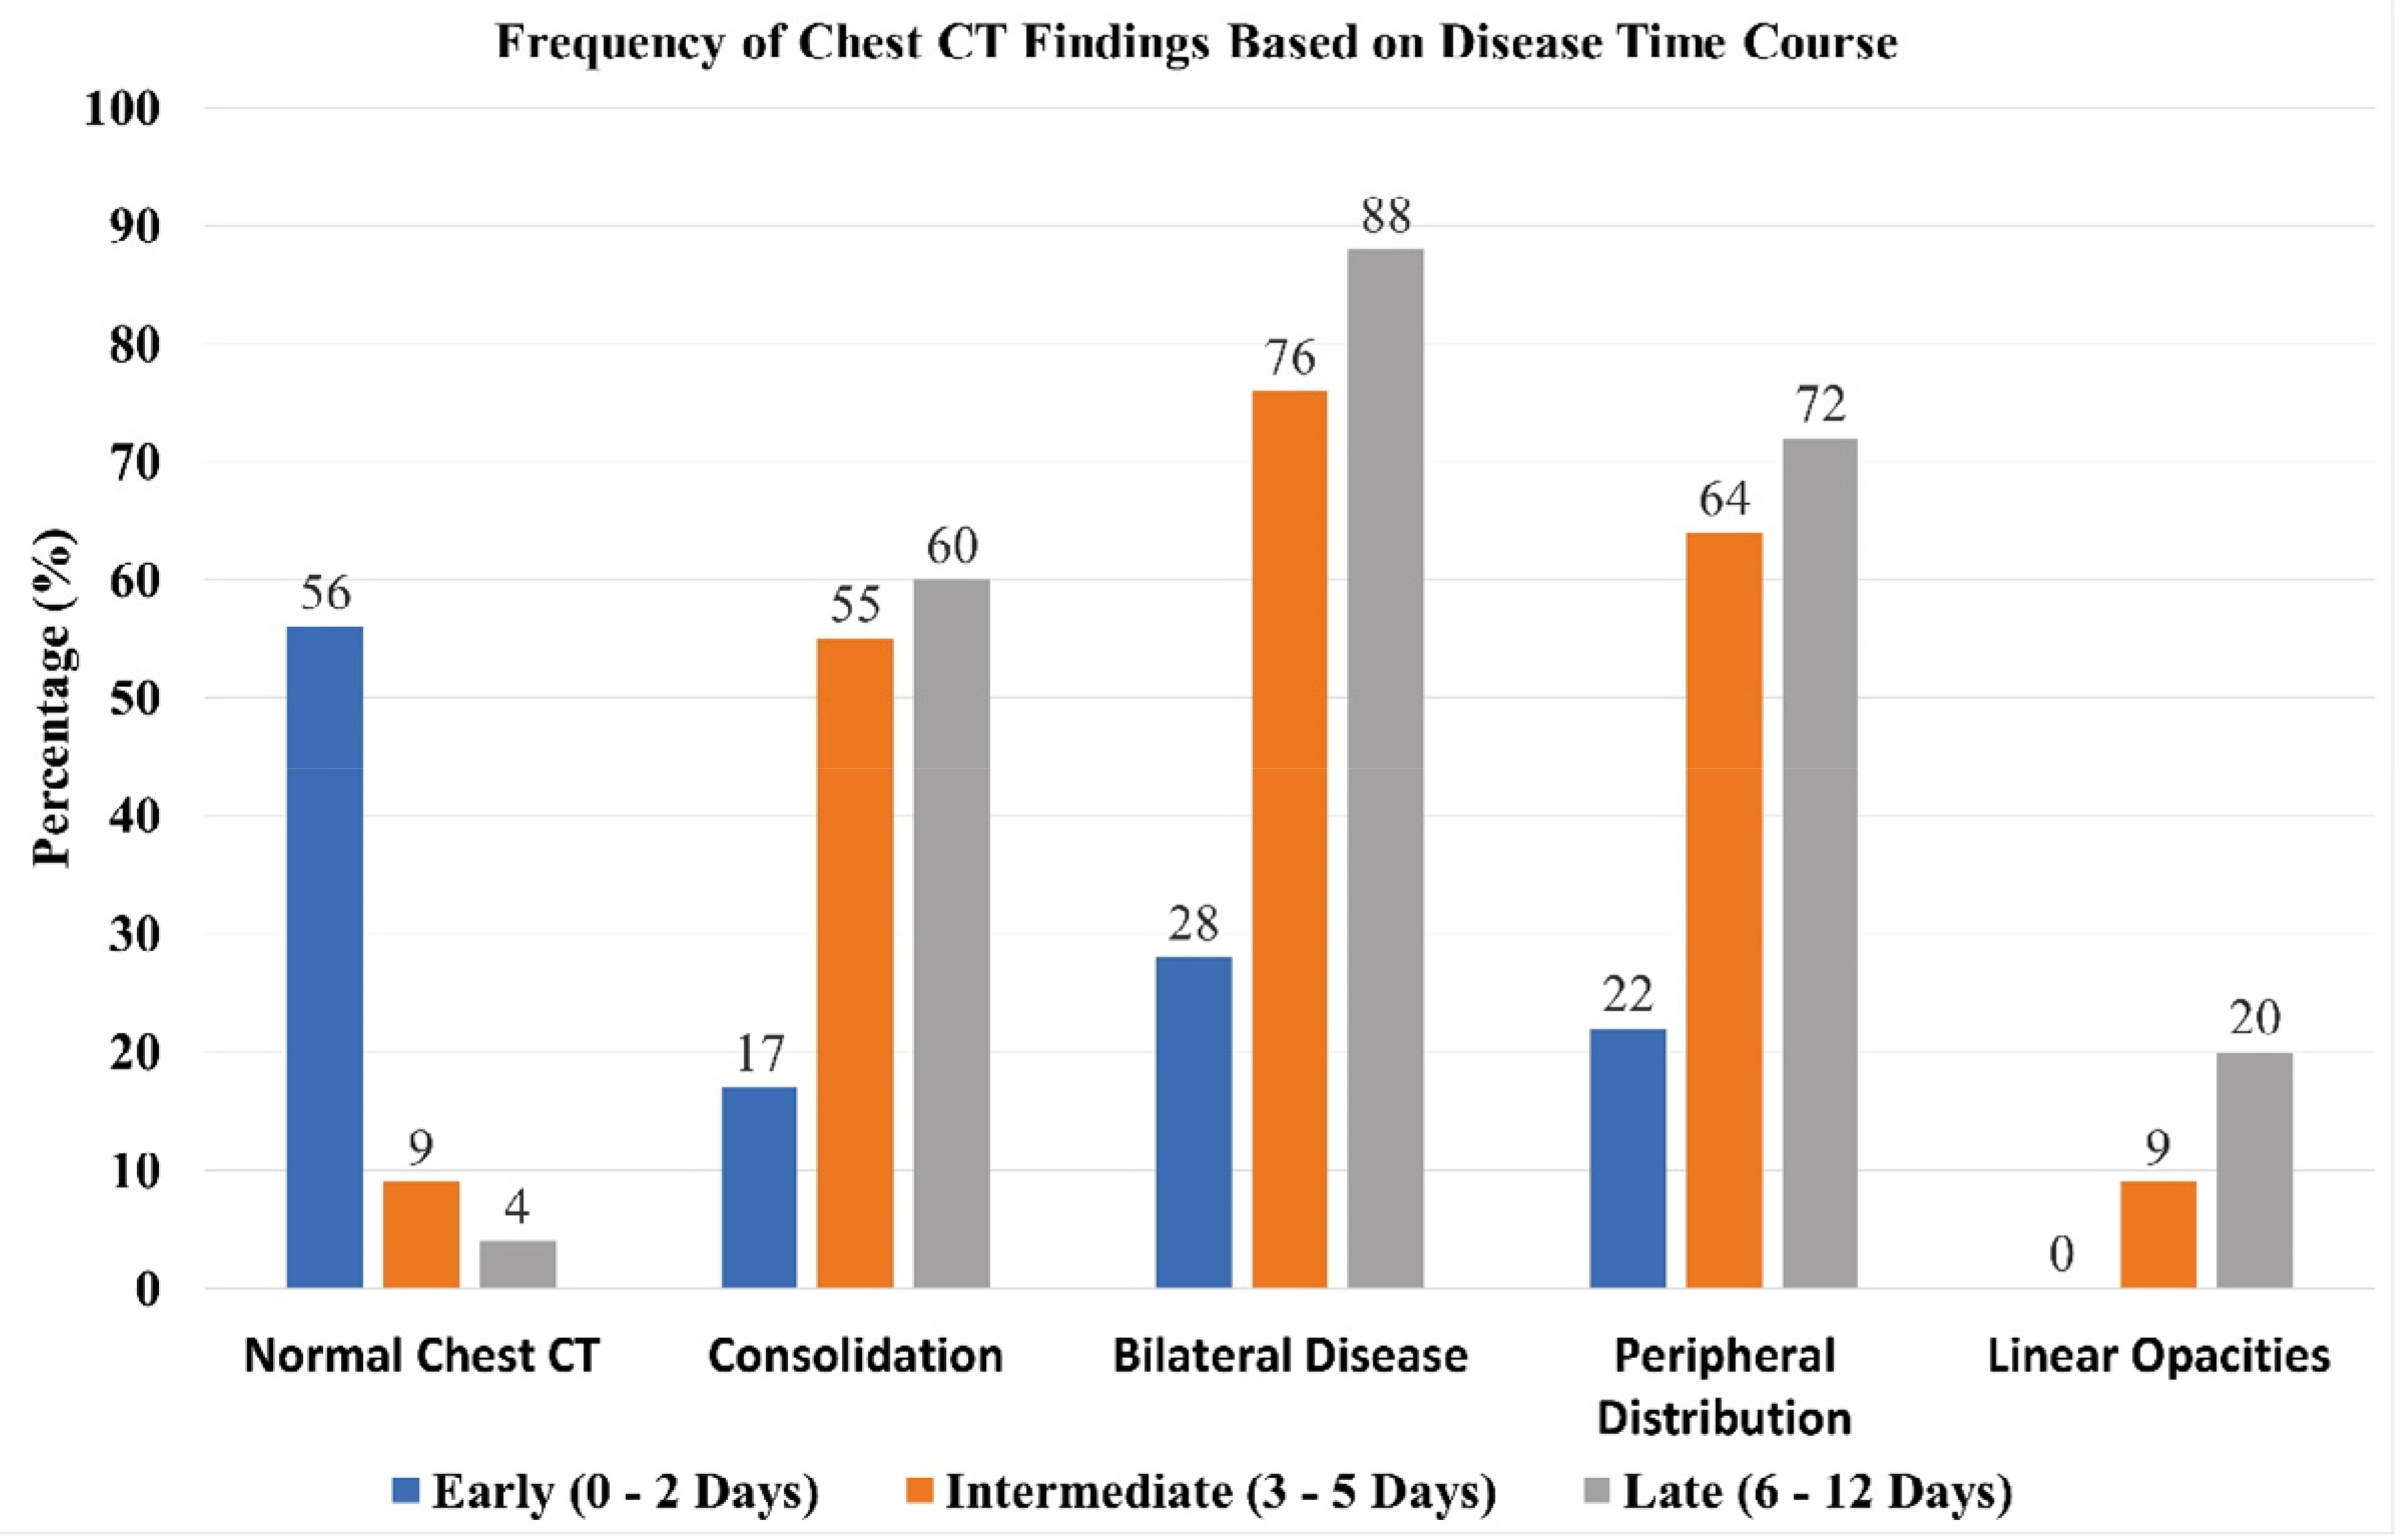 Frequency of Chest CT Findings Based on Disease Time Course
Percentage (%)
100
90
80
70
60
50
40
30
20
10
0
56
9
4
17
55
60
28
76
88
22
64
72
0
9
20
Normal Chest CT
Consolidation
Bilateral Disease
Peripheral
Distribution
Linear Opacities
Early (0 - 2 Days)
Intermediate (3 - 5 Days)
Late (6 - 12 Days)